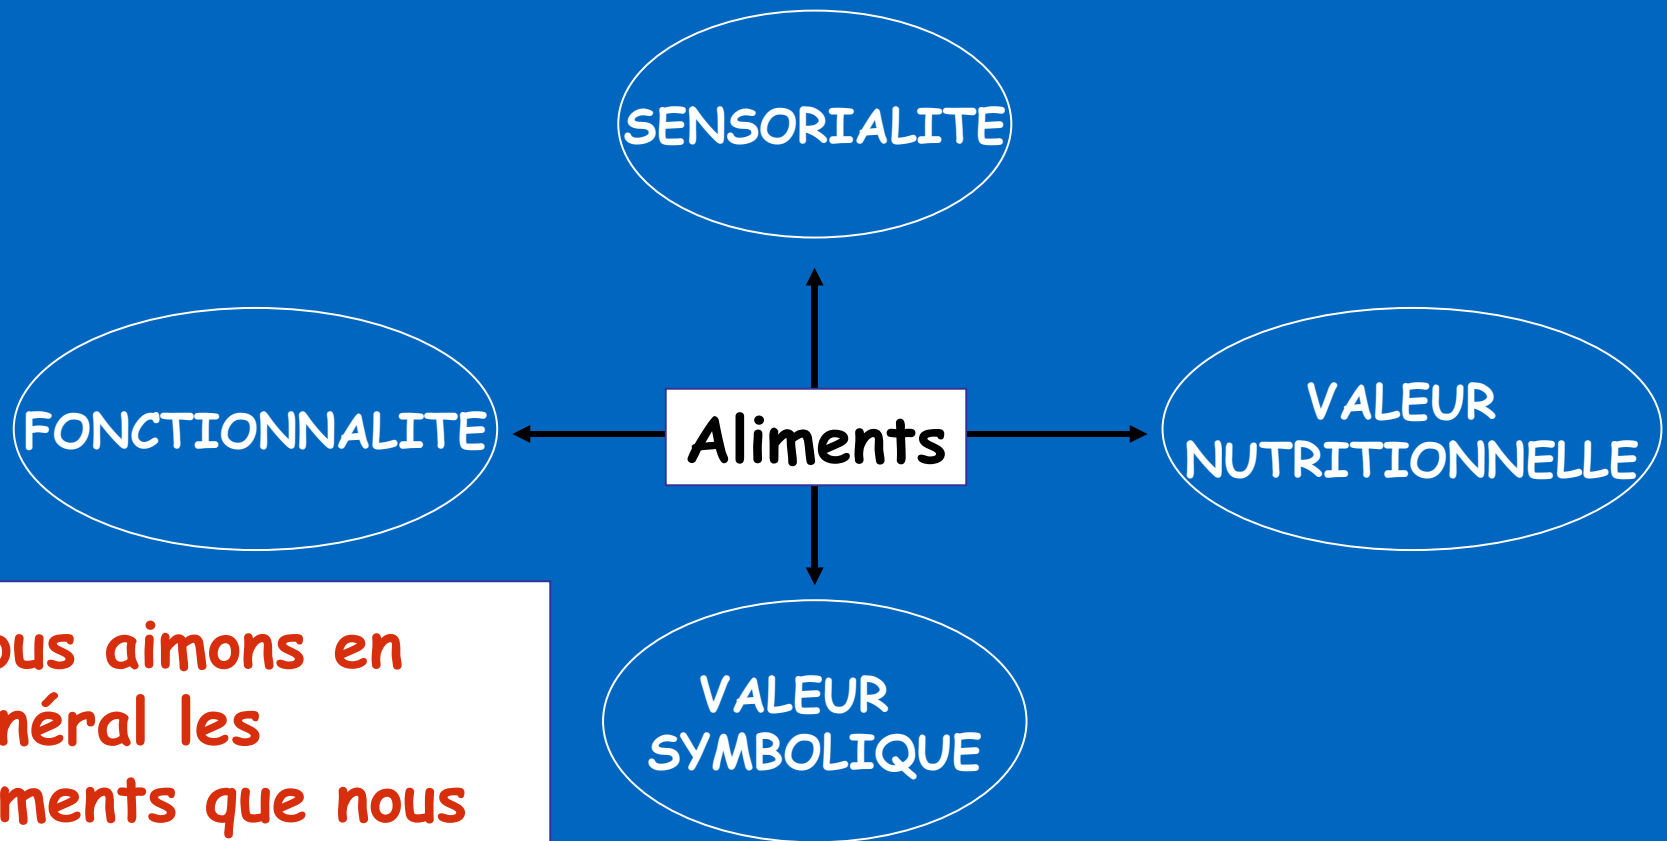 SENSORIALITE
FONCTIONNALITE
Aliments
VALEUR
NUTRITIONNELLE
VALEUR
SYMBOLIQUE
aimons en
les
que nous